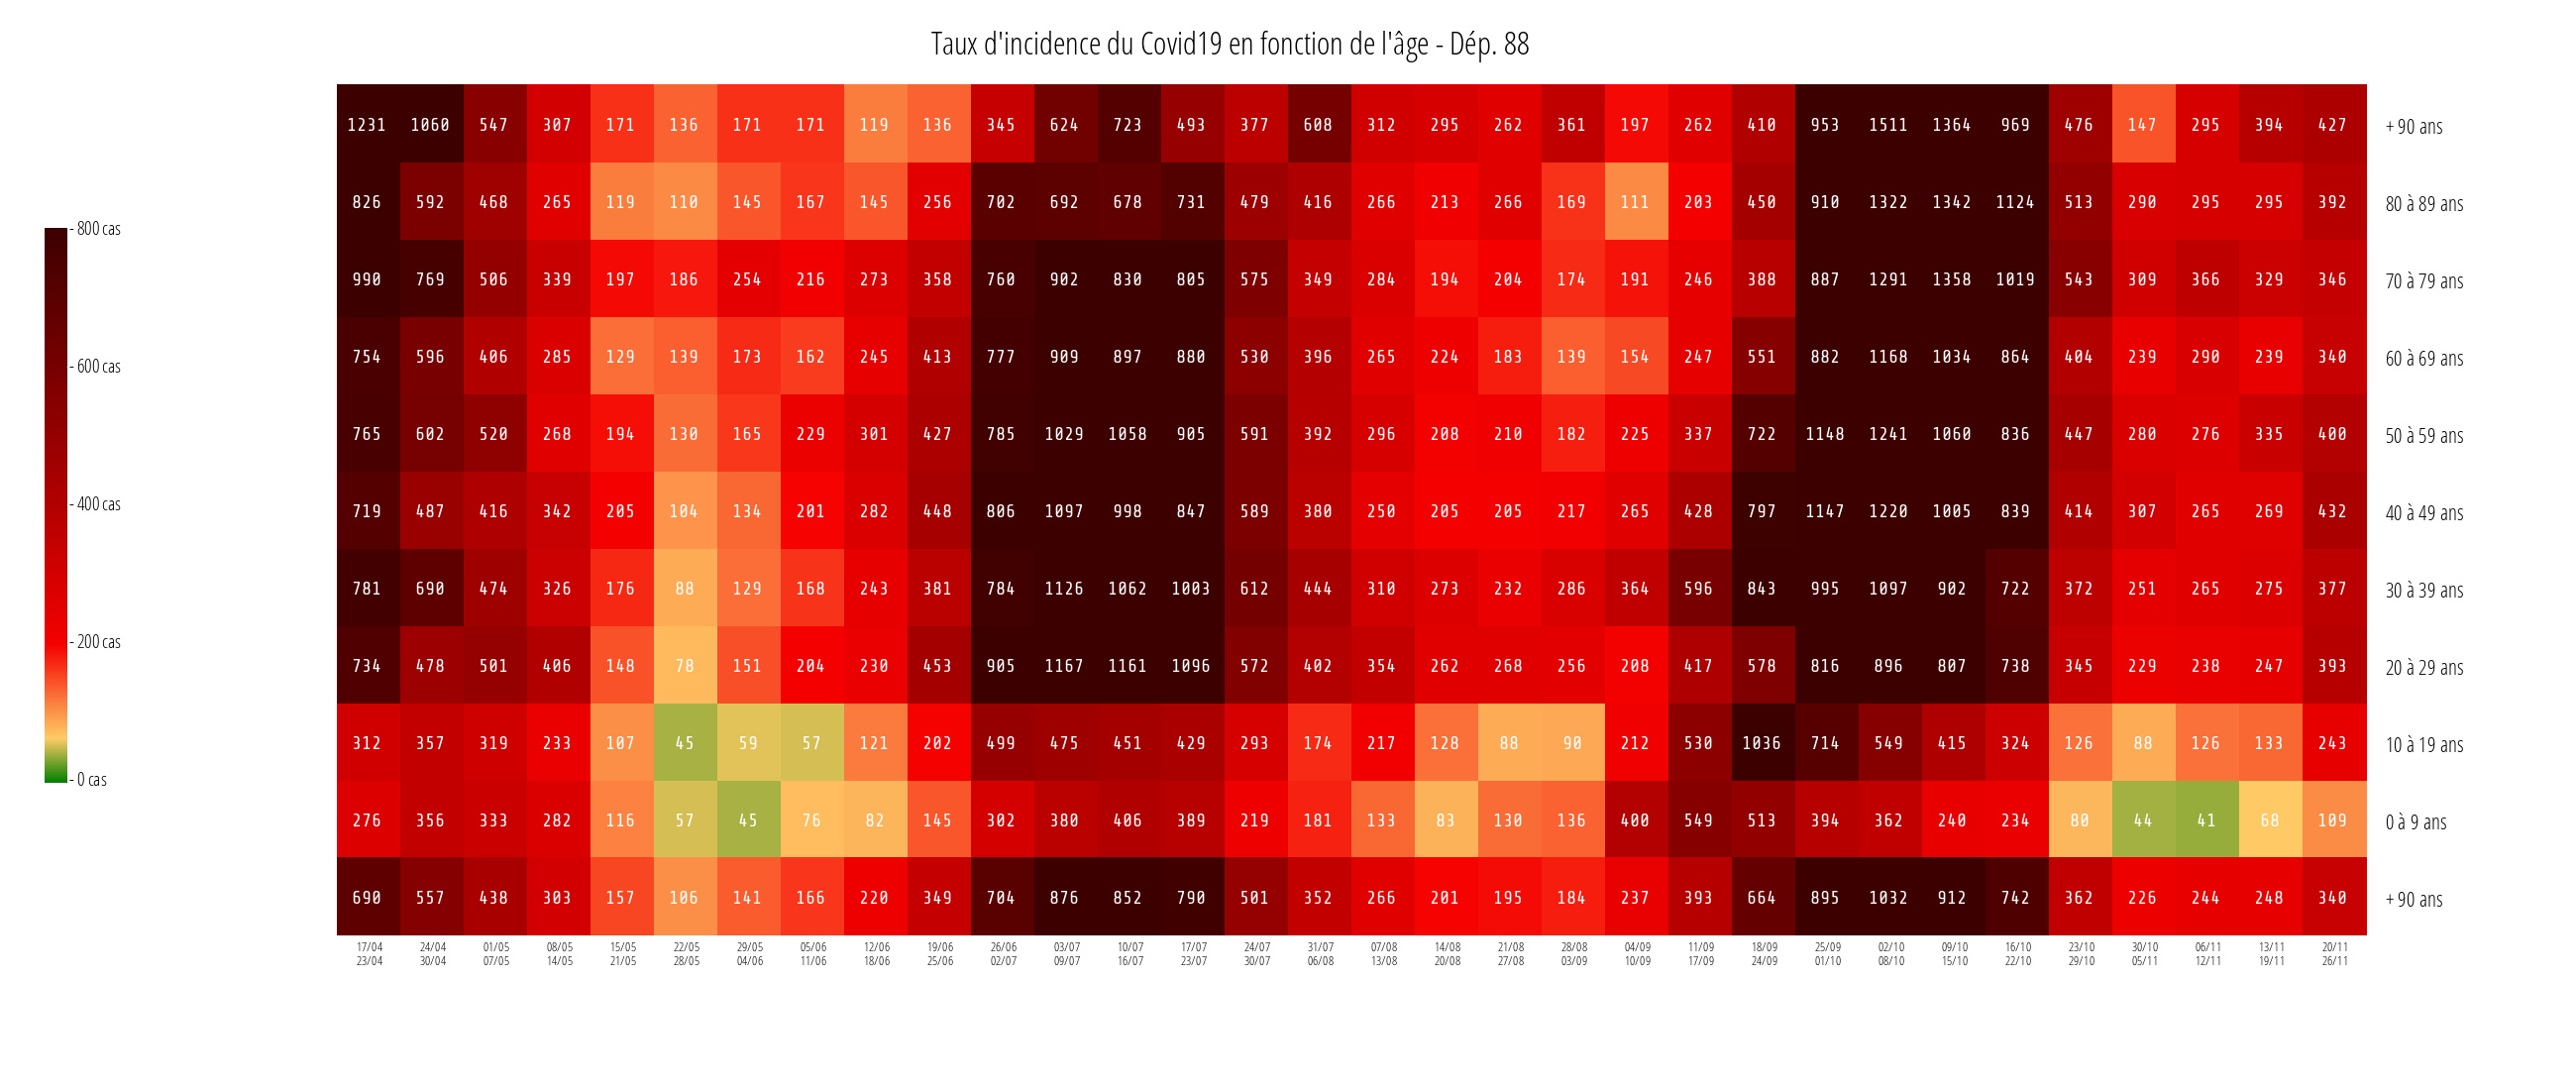 Taux d'incidence du Covid19 en fonction de l'âge - Dép. 88
- 800 cas
- 600 cas
- 400 cas
- 200 cas
- 0 cas
1231 1060 547 307 171 136 171 171 119 136 345 624 723 493 377 608 312 295 262 361 197 262 410 953 1511 1364 969 476 147 295 394 427 + 90 ans
826 592 468 265 119 110 145 167 145 256 702 692 678 731 479 416 266 213 266 169 111 203 450 910 1322 1342 1124 513 290 295 295 392 80 à 89 ans
990 769 506 339 197 186 254 216 273 358 760 902 830 805 575 349 284 194 204 174 191 246 388 887 1291 1358 1019 543 309 366 329 346 70 à 79 ans
754 596 406 285 129 139 173 162 245 413 777 909 897 880 530 396 265 224 183 139 154 247 551 882 1168 1034 864 404 239 290 239 340 60 à 69 ans
765 602 520 268 194 130 165 229 301 427 785 1029 1058 905 591 392 296 208 210 182 225 337 722 1148 1241 1060 836 447 280 276 335 400 50 à 59 ans
719 487 416 342 205 104 134 201 282 448 806 1097 998 847 589 380 250 205 205 217 265 428 797 1147 1220 1005 839 414 307 265 269 432 40 à 49 ans
781 690 474 326 176 88 129 168 243 381 784 1126 1062 1003 612 444 310 273 232 286 364 596 843 995 1097 902 722 372 251 265 275 377 30 à 39 ans
734 478 501 406 148 78 151 204 230 453 905 1167 1161 1096 572 402 354 262 268 256 208 417 578 816 896 807 738 345 229 238 247 393 20 à 29 ans
312 357 319 233 107 45 59 57 121 202 499 475 451 429 293 174 217 128 88 90 212 530 1036 714 549 415 324 126 88 126 133 243 10 à 19 ans
276 356 333 282 116 57 45 76 82 145 302 380 406 389 219 181 133 83 130 136 400 549 513 394 362 240 234 80 44 41 68 109 0 à 9 ans
690 557 438 303 157 106 141 166 220 349 704 876 852 790 501 352 266 201 195 184 237 393 664 895 1032 912 742 362 226 244 248 340 + 90 ans
17/04 24/04 01/05 08/05 15/05 22/05 29/05 05/06 12/06 19/06 26/06 03/07 10/07 17/07 24/07 31/07 07/08 14/08 21/08 28/08 04/09 11/09 18/09 25/09 02/10 09/10 16/10 23/10 30/10 06/11 13/11 20/11
23/04 30/04 07/05 14/05 21/05 28/05 04/06 11/06 18/06 25/06 02/07 09/07 16/07 23/07 30/07 06/08 13/08 20/08 27/08 03/09 10/09 17/09 24/09 01/10 08/10 15/10 22/10 29/10 05/11 12/11 19/11 26/11